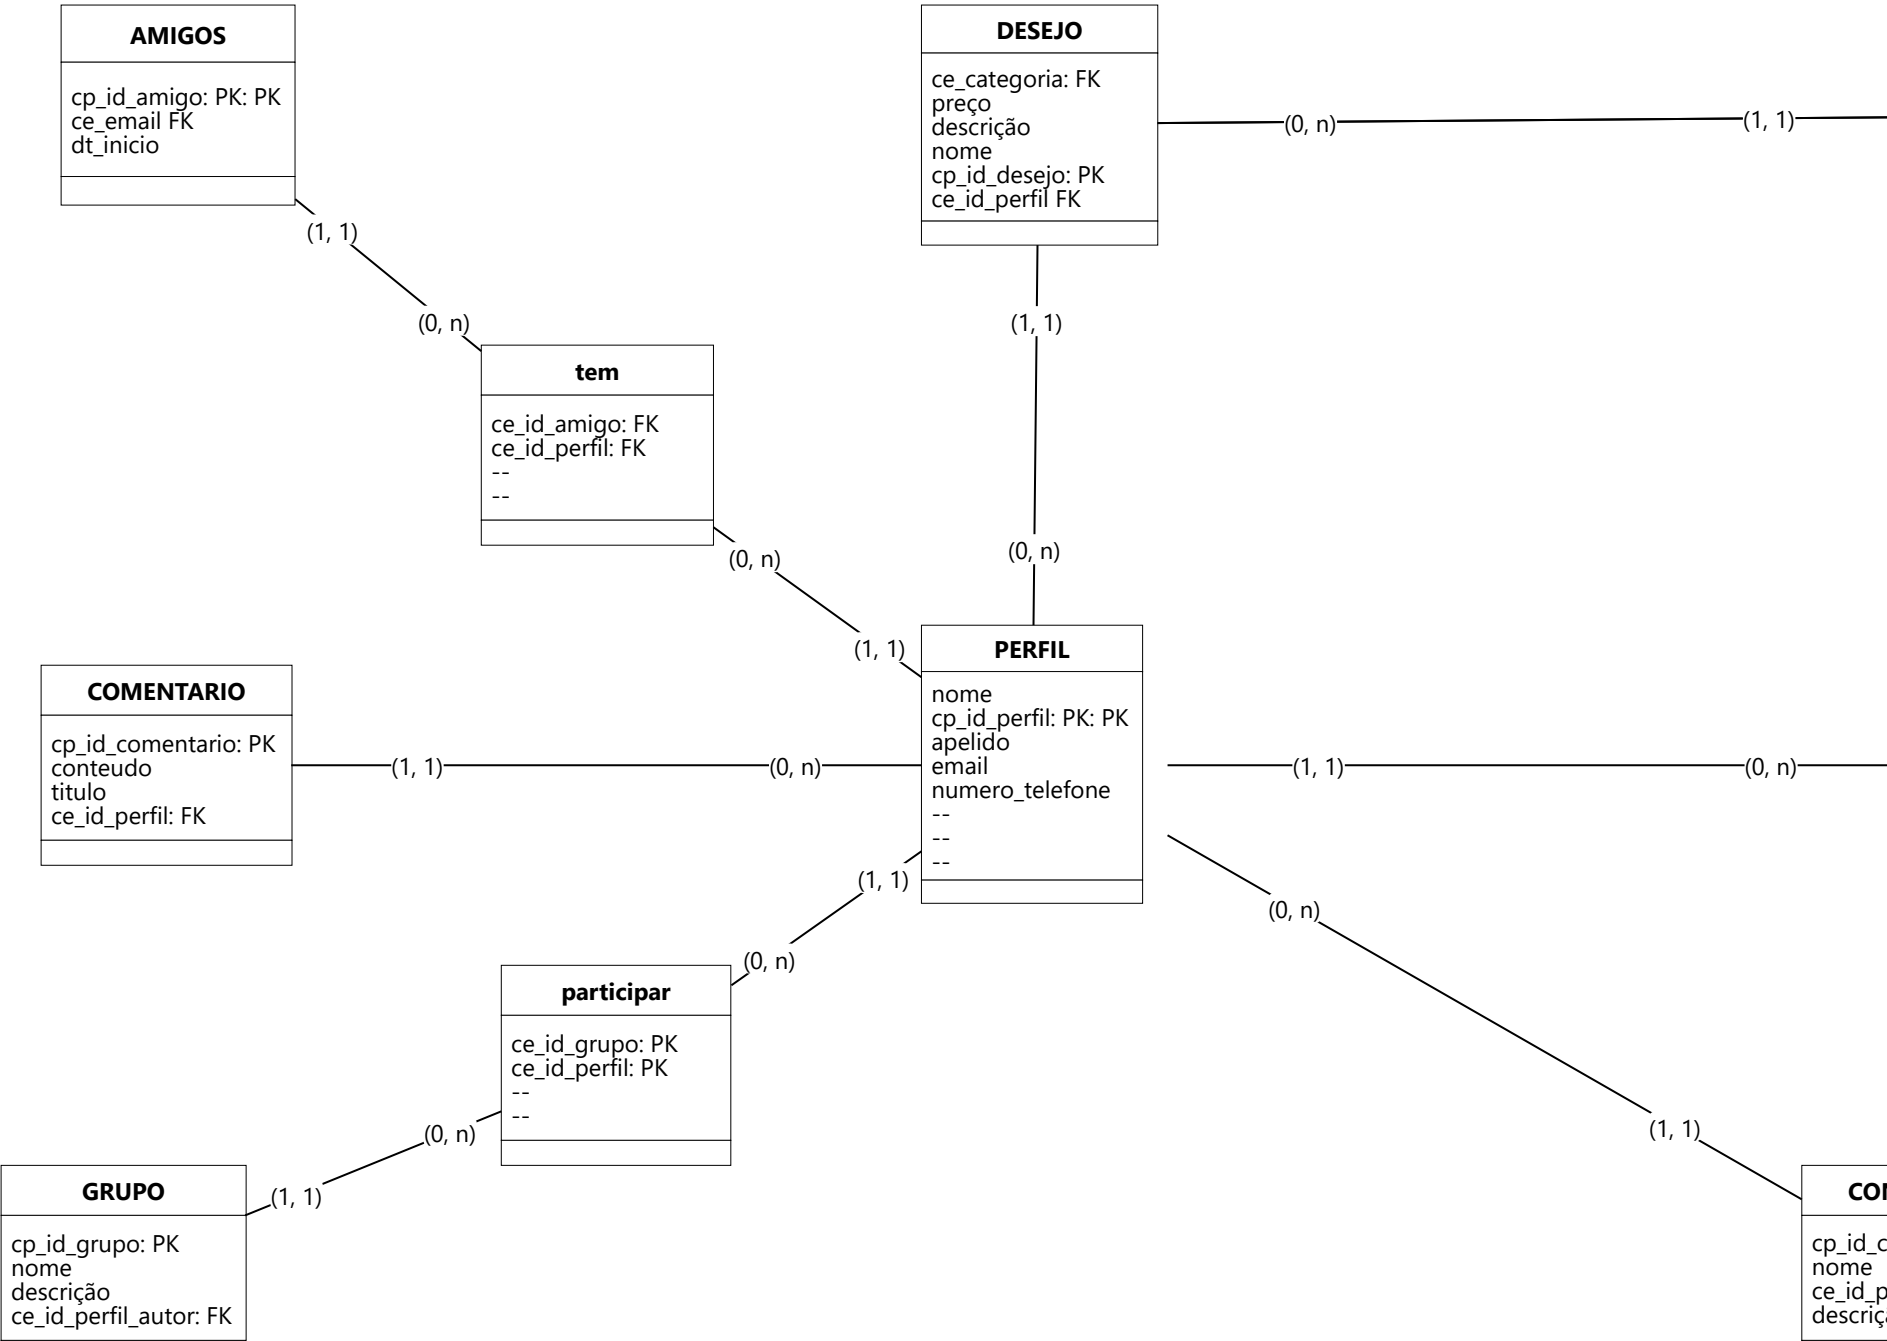 AMIGOS
cp_id_amigo: PK: PK
ce_email FK
dt_inicio
DESEJO
ce_categoria: FK
preço
descrição
nome
cp_id_desejo: PK
ce_id_perfil FK
(0, n)
(1, 1)
(1, 1)
(0, n)
(1, 1)
(0, n)
tem
ce_id_amigo: FK
ce_id_perfil: FK
--
--
(0, n)
(1, 1)
PERFIL
nome
cp_id_perfil: PK: PK
apelido
email
numero_telefone
--
--
--
COMENTARIO
cp_id_comentario: PK
conteudo
titulo
ce_id_perfil: FK
(1, 1)
(0, n)
(1, 1)
(0, n)
(1, 1)
(0, n)
participar
ce_id_grupo: PK
ce_id_perfil: PK
--
--
(0, n)
(1, 1)
GRUPO
cp_id_grupo: PK
nome
descrição
ce_id_perfil_autor: FK
(0, n)
(1, 1)
nome